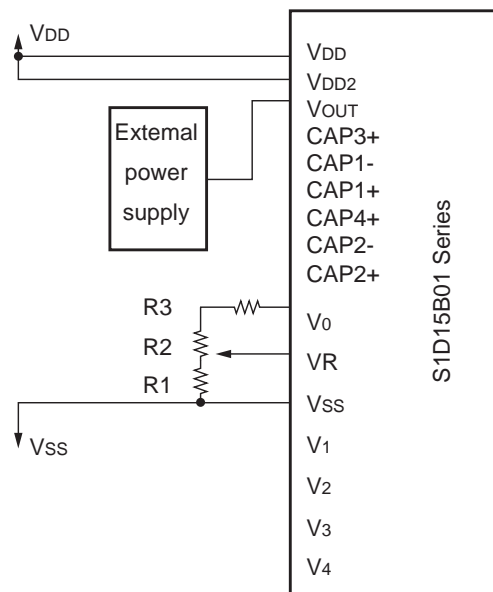 VDD
VDD
VDD2
VOUT
External
power
supply
CAP3+
CAP1-
CAP1+
CAP4+
CAP2-
CAP2+
R3
V0
R2
VR
R1
VSS
VSS
V1
V2
V3
V4
S1D15B01 Series